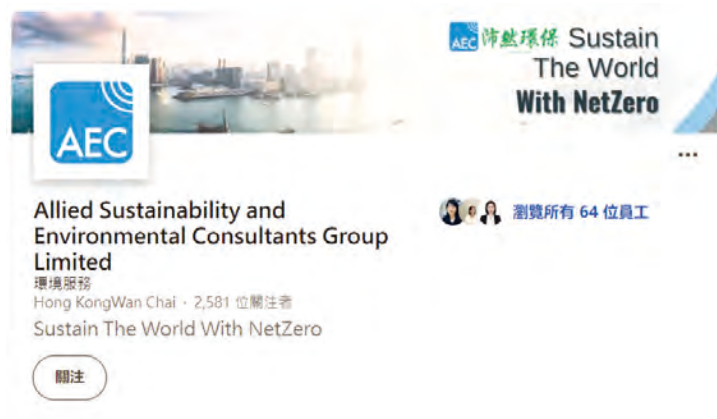 AEC 沛然環保 Sustain
The World
With NetZero
AEC
...
Allied Sustainability and
Environmental Consultants Group
Limited
瀏覽所有 64 位員工
環境服務
Hong KongWan Chai · 2,581 位關注者
Sustain The World With NetZero
關注